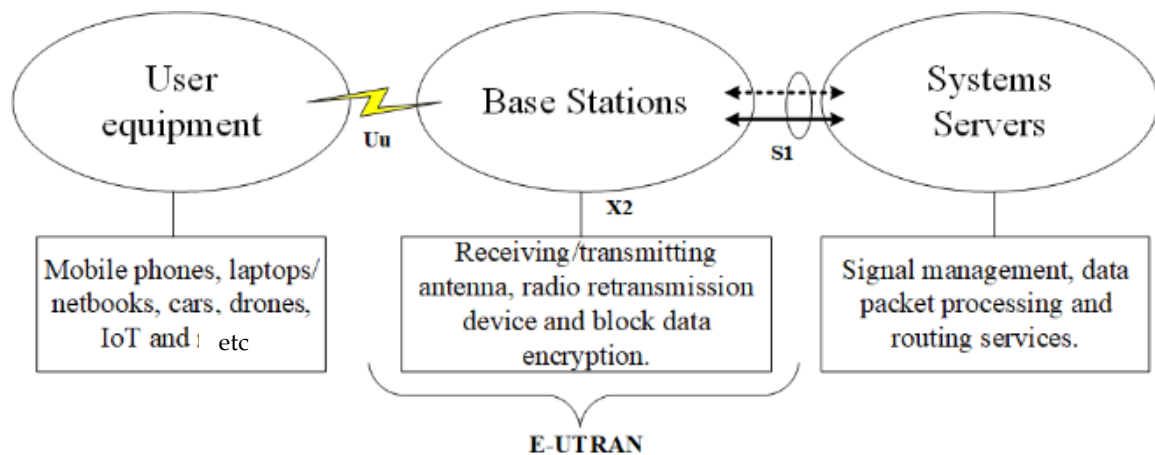 User
equipment
Uu
Base Stations
S1
Systems
Servers
X2
Mobile phones, laptops/
netbooks, cars, drones,
IoT and etc
Receiving/transmitting
antenna, radio retransmission
device and block data
encryption.
Signal management, data
packet processing and
routing services.
E-UTRAN